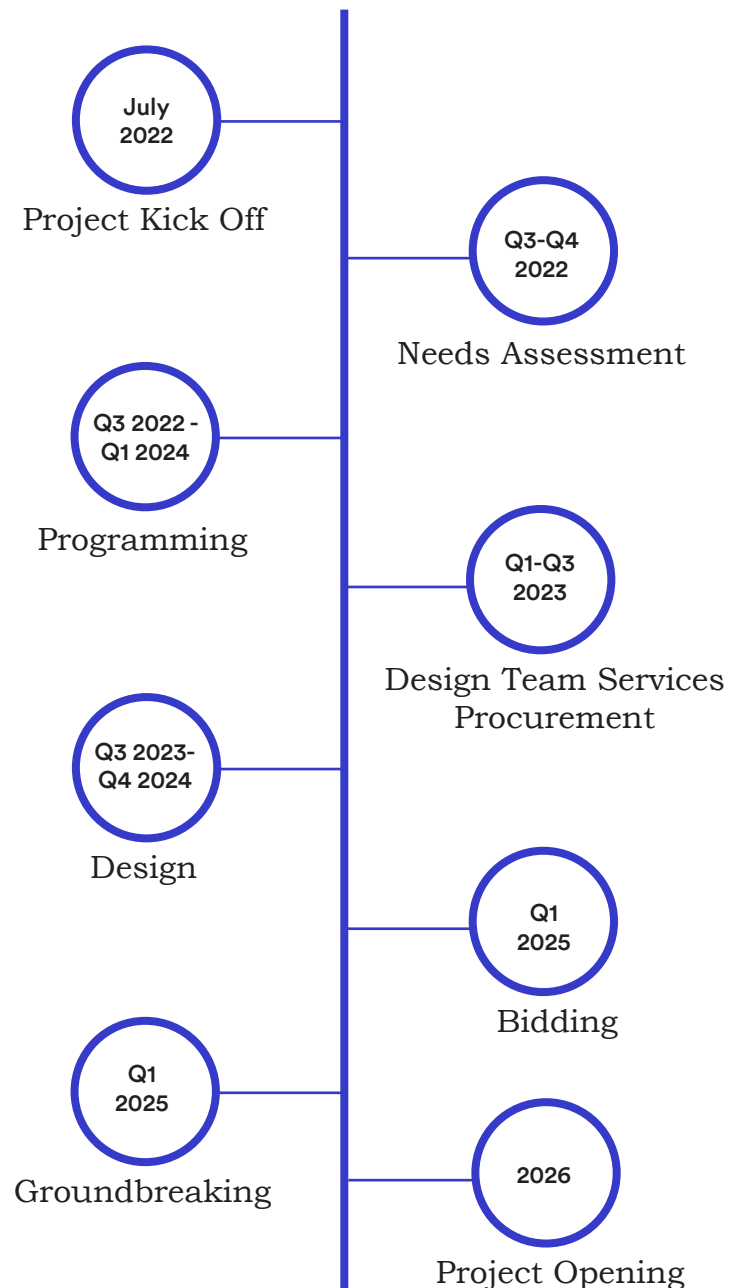 July
2022
Project Kick Off
Q3-Q4
2022
Needs Assessment
Q3 2022 -
Q1 2024
Programming
Q1-Q3
2023
Design Team Services
Procurement
Q3 2023-
Q4 2024
Design
Q1
2025
Bidding
Q1
2025
Groundbreaking
2026
Project Opening